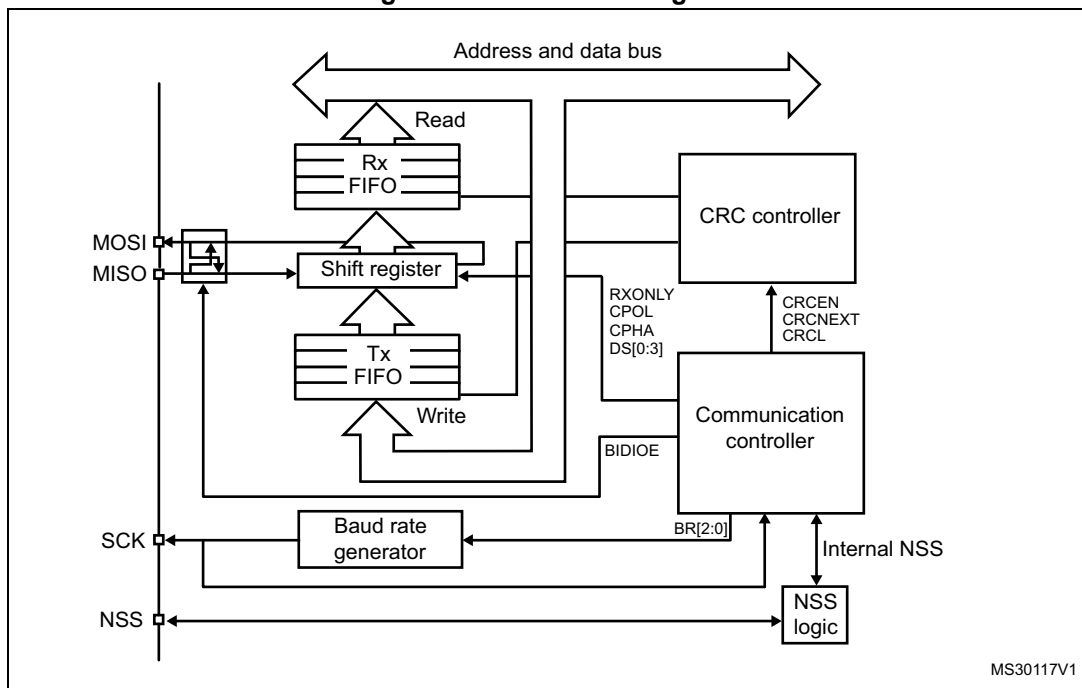 Address and data bus
Read
Rx
FIFO
CRC controller
MOSI
MISO
Shift register
RXONLY
CPOL
CPHA
DS[0:3]
CRCEN
CRCNEXT
CRCL
Tx
FIFO
Write
Communication
controller
BIDIOE
SCK
Baud rate
generator
BR[2:0]
Internal NSS
NSS
NSS
logic
MS30117V1